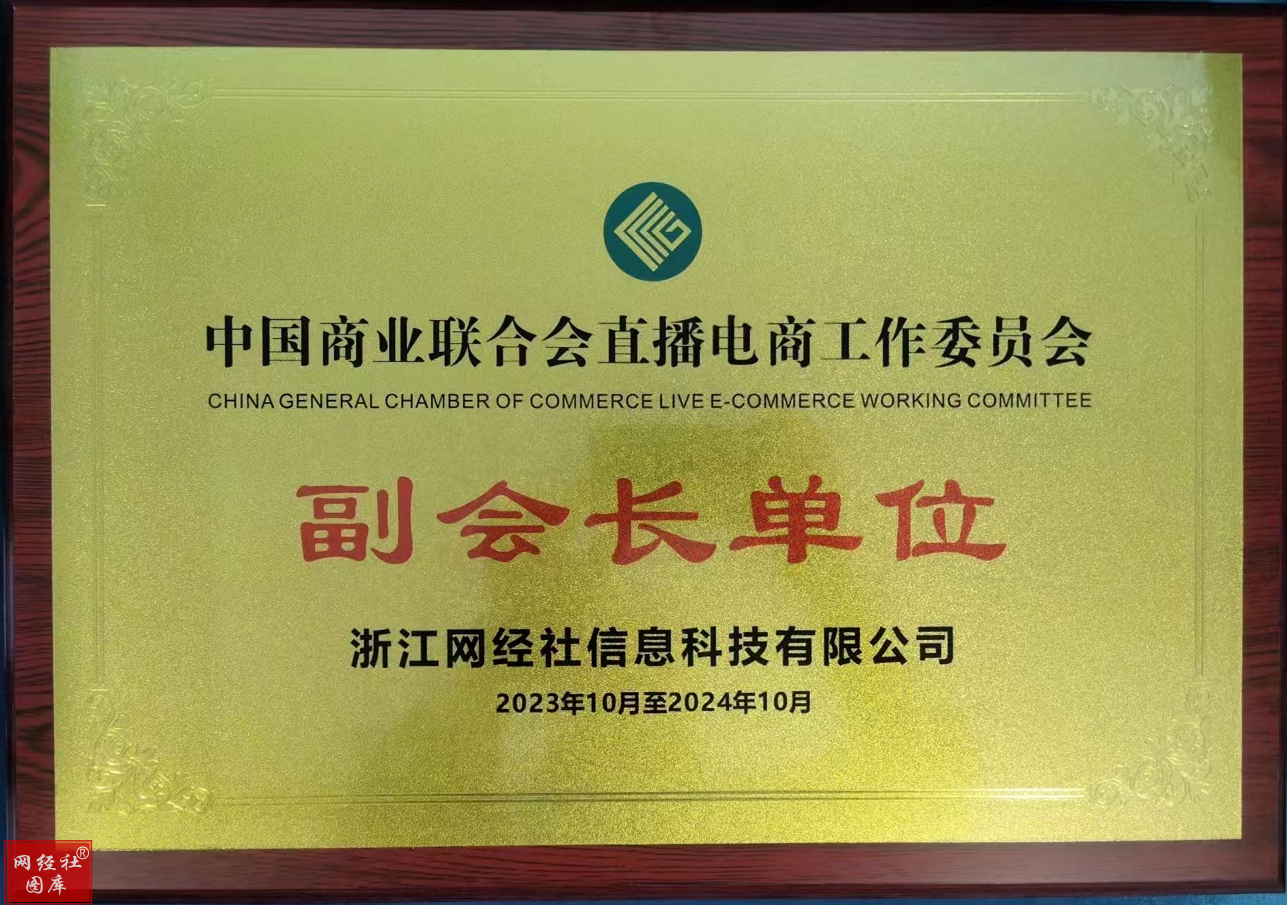 中国商业联合会直播电商工作委员会
CHINA GENERAL CHAMBER OF COMMERCE LIVE E-COMMERCE WORKING COMMITTEE
副会长单位
浙江网经社信息科技有限公司
2023年10月至2024年10月
网经社®
图库